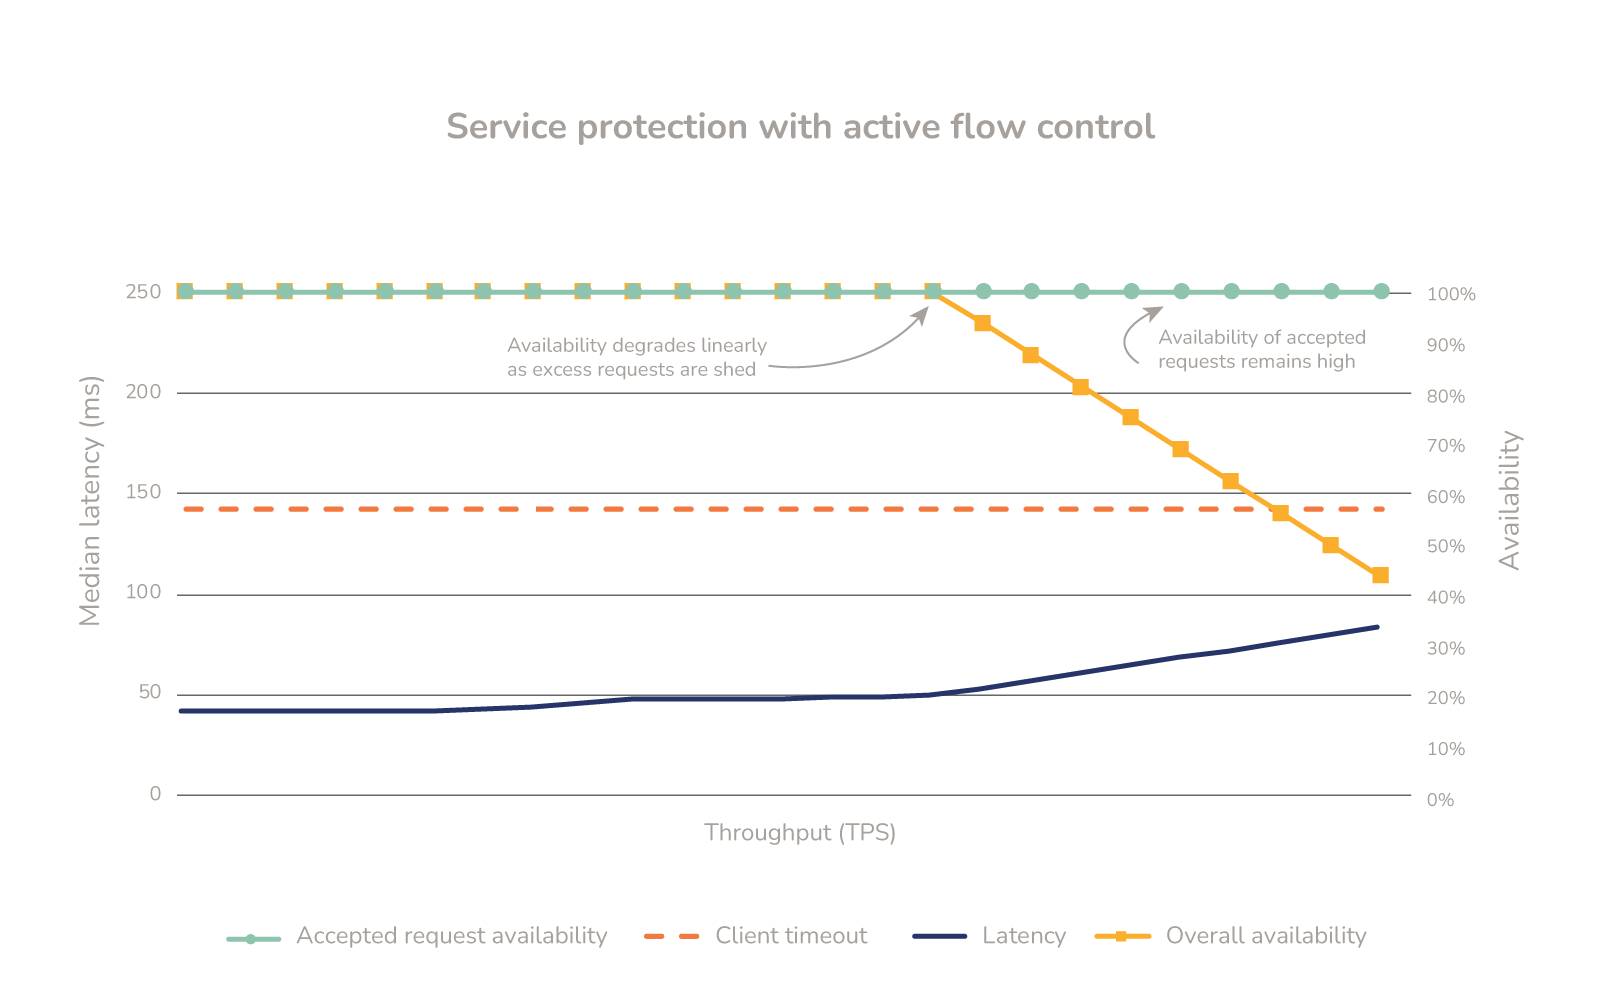 Service protection with active flow control
250
200
150
100
50
0
Median latency (ms)
Availability degrades linearly
as excess requests are shed
Availability of accepted
requests remains high
100%
90%
80%
70%
60%
50%
40%
30%
20%
10%
0%
Availability
Throughput (TPS)
Accepted request availability
Client timeout
Latency
Overall availability